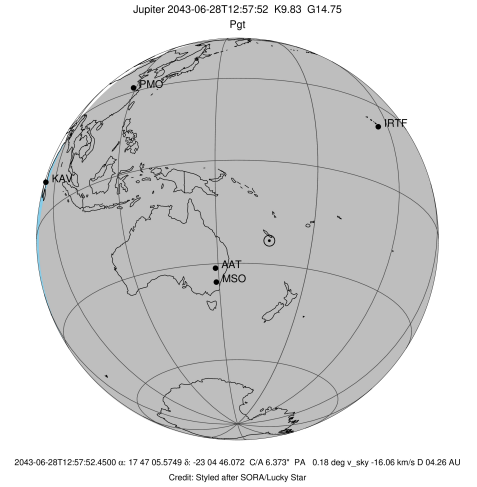 Jupiter 2043-06-28T12:57:52 K9.83 G14.75
Pgt
PMO
IRTF
KAV
AAT
MSO
2043-06-28T12:57:52.4500 α: 17 47 05.5749 δ: -23 04 46.072 C/A 6.373" PA 0.18 deg v_sky -16.06 km/s D 04.26 AU
Credit: Styled after SORA/Lucky Star